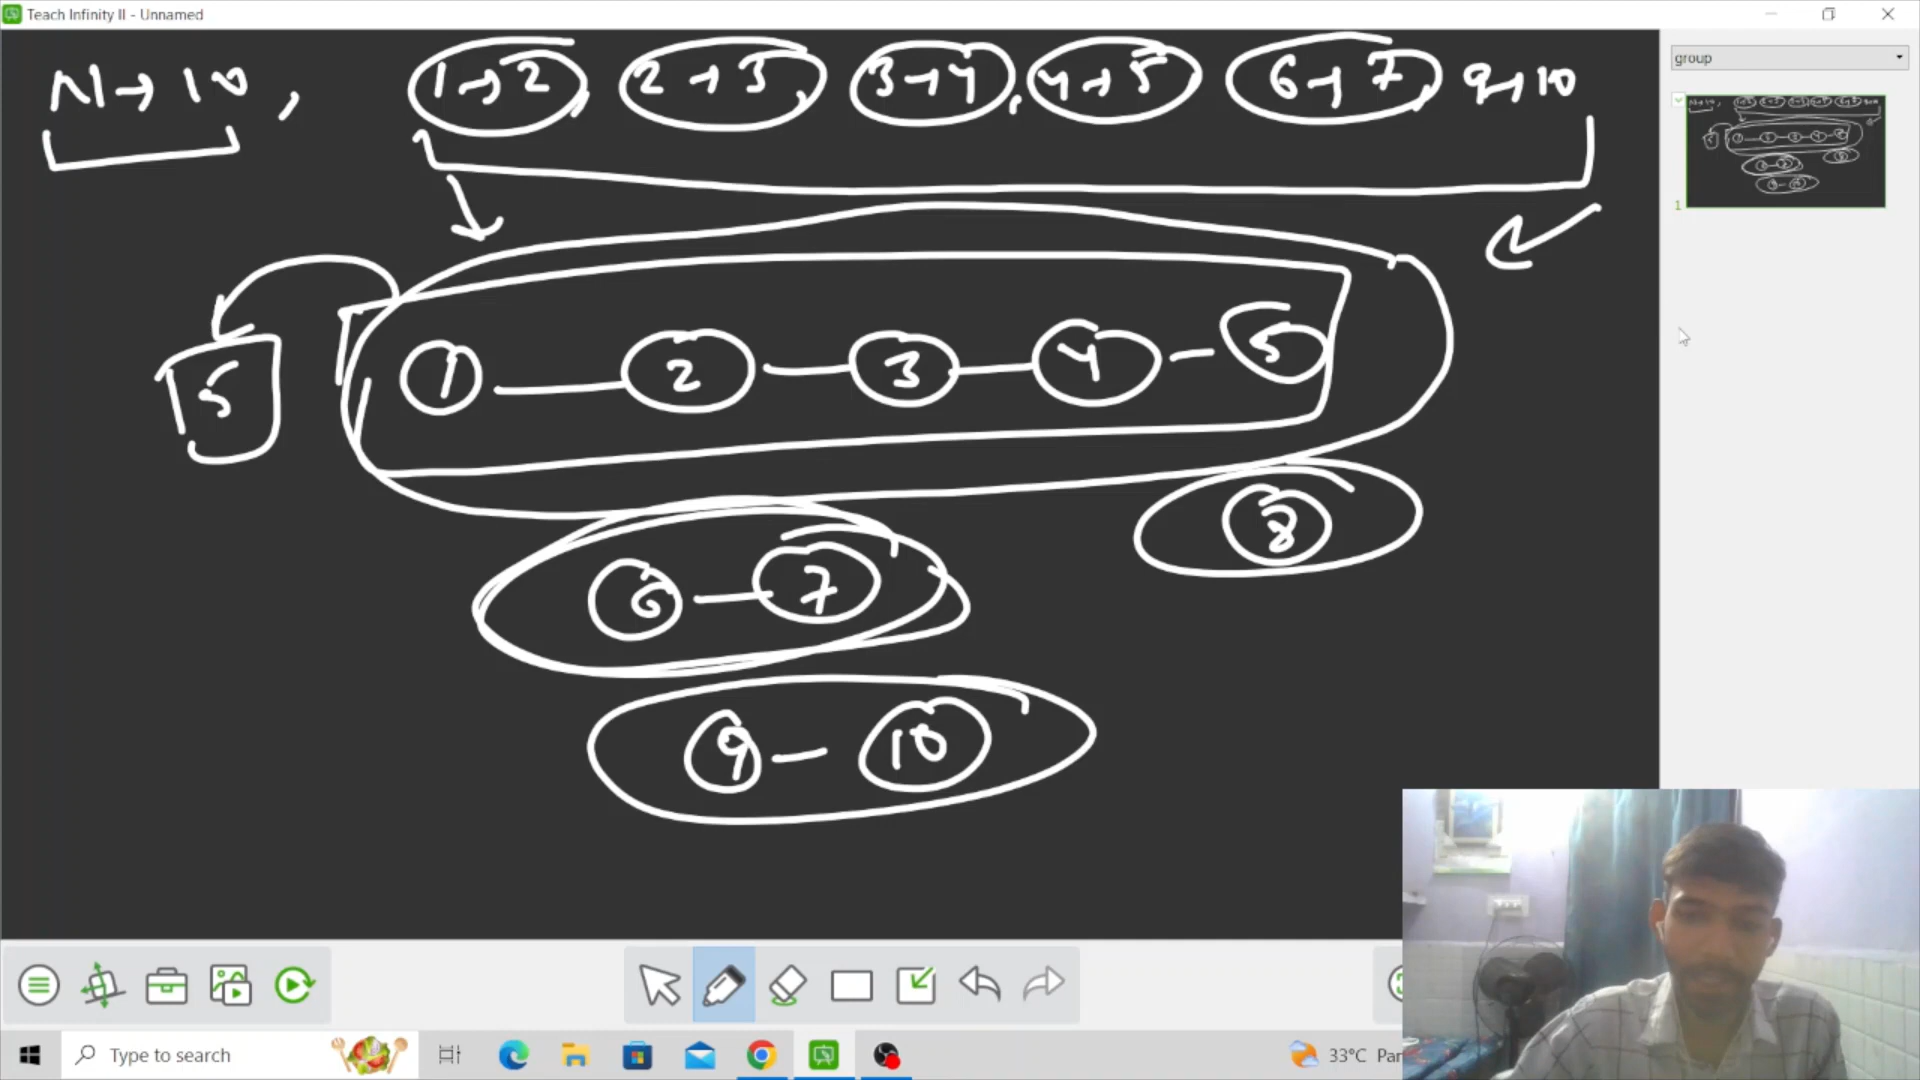 Teach Infinity II - Unnamed
group
N → 10, 1→2, 2→3, 3→4, 4→5 6→7, 9→10
1
5 1 2 3 4 5
8
6 7
9 10
Type to search
33°C